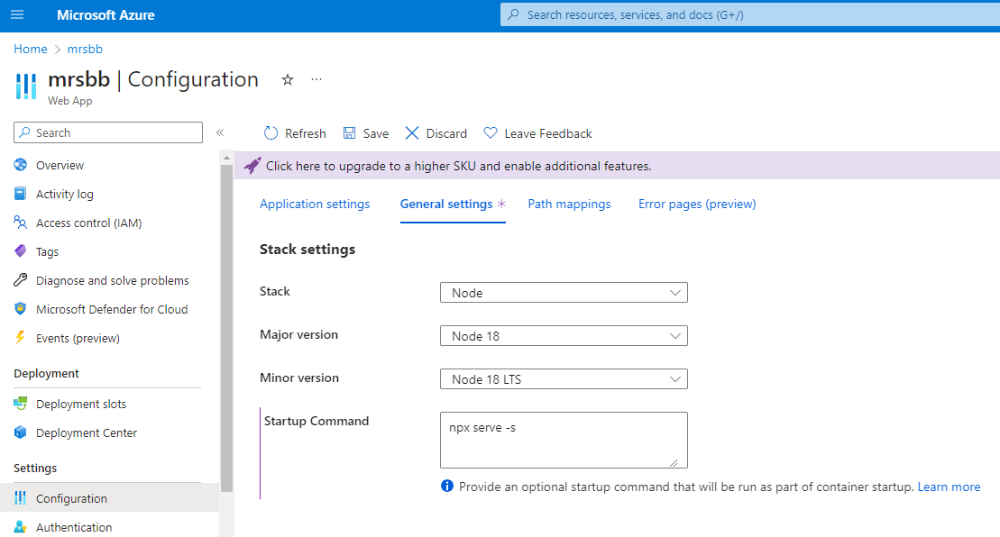 Microsoft Azure
Search resources, services, and docs (G+/)
Home > mrsbb
mrsbb | Configuration
Web App
Search
Refresh Save Discard Leave Feedback
Click here to upgrade to a higher SKU and enable additional features.
Overview
Activity log
Access control (IAM)
Tags
Diagnose and solve problems
Microsoft Defender for Cloud
Events (preview)
Deployment
Deployment slots
Deployment Center
Settings
Configuration
Authentication
Application settings General settings * Path mappings Error pages (preview)
Stack settings
Stack Node
Major version Node 18
Minor version Node 18 LTS
Startup Command npx serve -s
Provide an optional startup command that will be run as part of container startup. Learn more